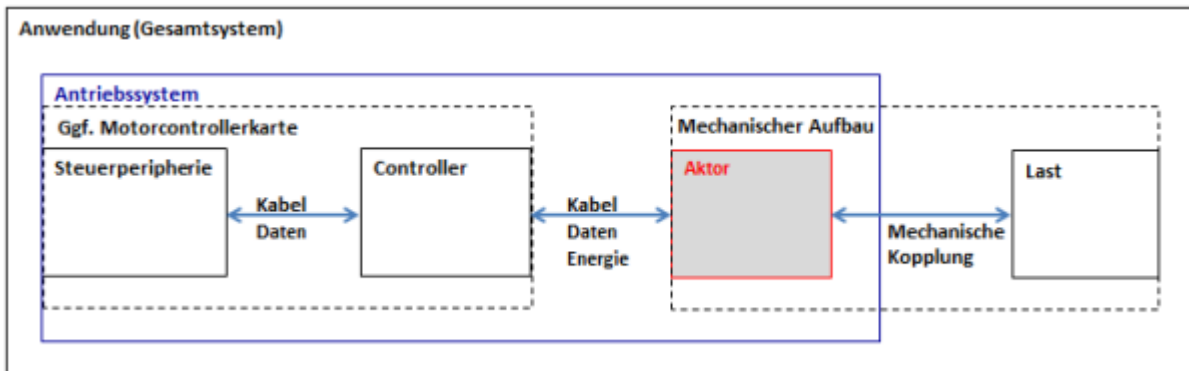 Anwendung (Gesamtsystem)
Antriebssystem
Ggf. Motorcontrollerkarte
Mechanischer Aufbau
Steuerperipherie
Controller
Aktor
Last
Kabel
Daten
Kabel
Daten
Energie
Mechanische
Kopplung